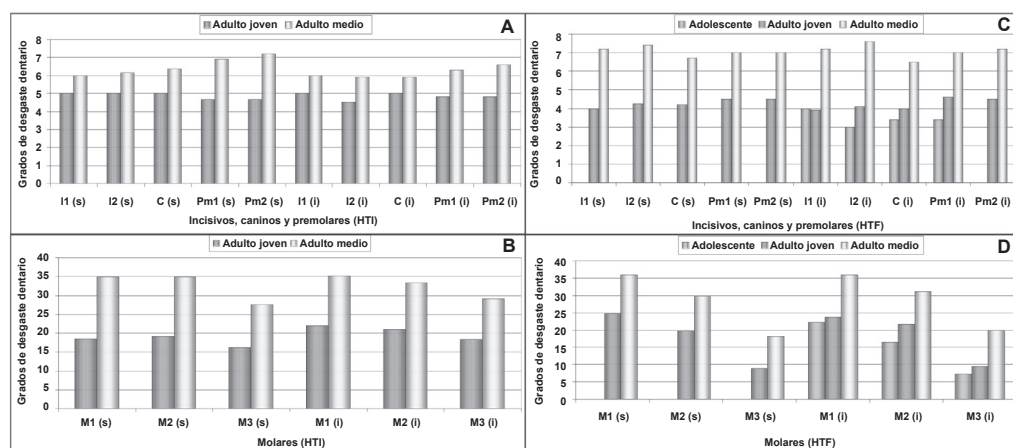 Adulto joven Adulto medio
A
Grados de desgaste dentario
8
7
6
5
4
3
2
1
0
I1 (s) I2 (s) C (s) Pm1 (s) Pm2 (s) I1 (i) I2 (i) C (i) Pm1 (i) Pm2 (i)
Incisivos, caninos y premolares (HTI)
Adolescente Adulto joven Adulto medio
C
Grados de desgaste dentario
8
7
6
5
4
3
2
1
0
I1 (s) I2 (s) C (s) Pm1 (s) Pm2 (s) I1 (i) I2 (i) C (i) Pm1 (i) Pm2 (i)
Incisivos, caninos y premolares (HTF)
Adulto joven Adulto medio
B
Grados de desgaste dentario
40
35
30
25
20
15
10
5
0
M1 (s) M2 (s) M3 (s) M1 (i) M2 (i) M3 (i)
Molares (HTI)
Adolescente Adulto joven Adulto medio
D
Grados de desgaste dentario
40
35
30
25
20
15
10
5
0
M1 (s) M2 (s) M3 (s) M1 (i) M2 (i) M3 (i)
Molares (HTF)